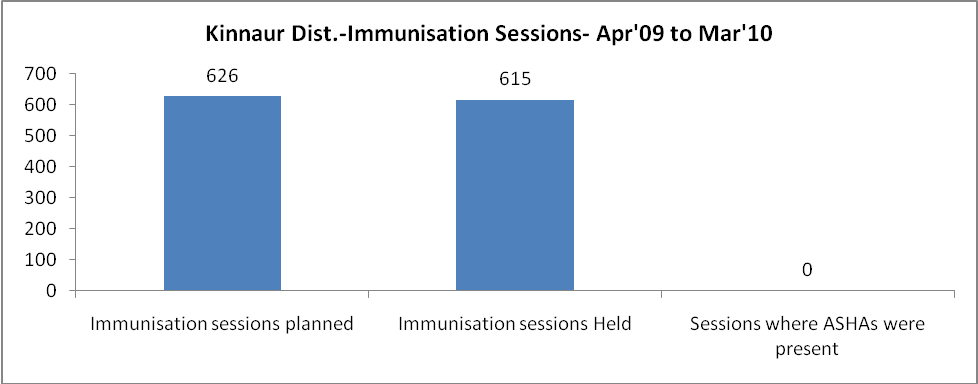 Kinnaur Dist.-Immunisation Sessions- Apr'09 to Mar'10
700
600
500
400
300
200
100
0
626
615
0
Immunisation sessions planned
Immunisation sessions Held
Sessions where ASHAs were
present